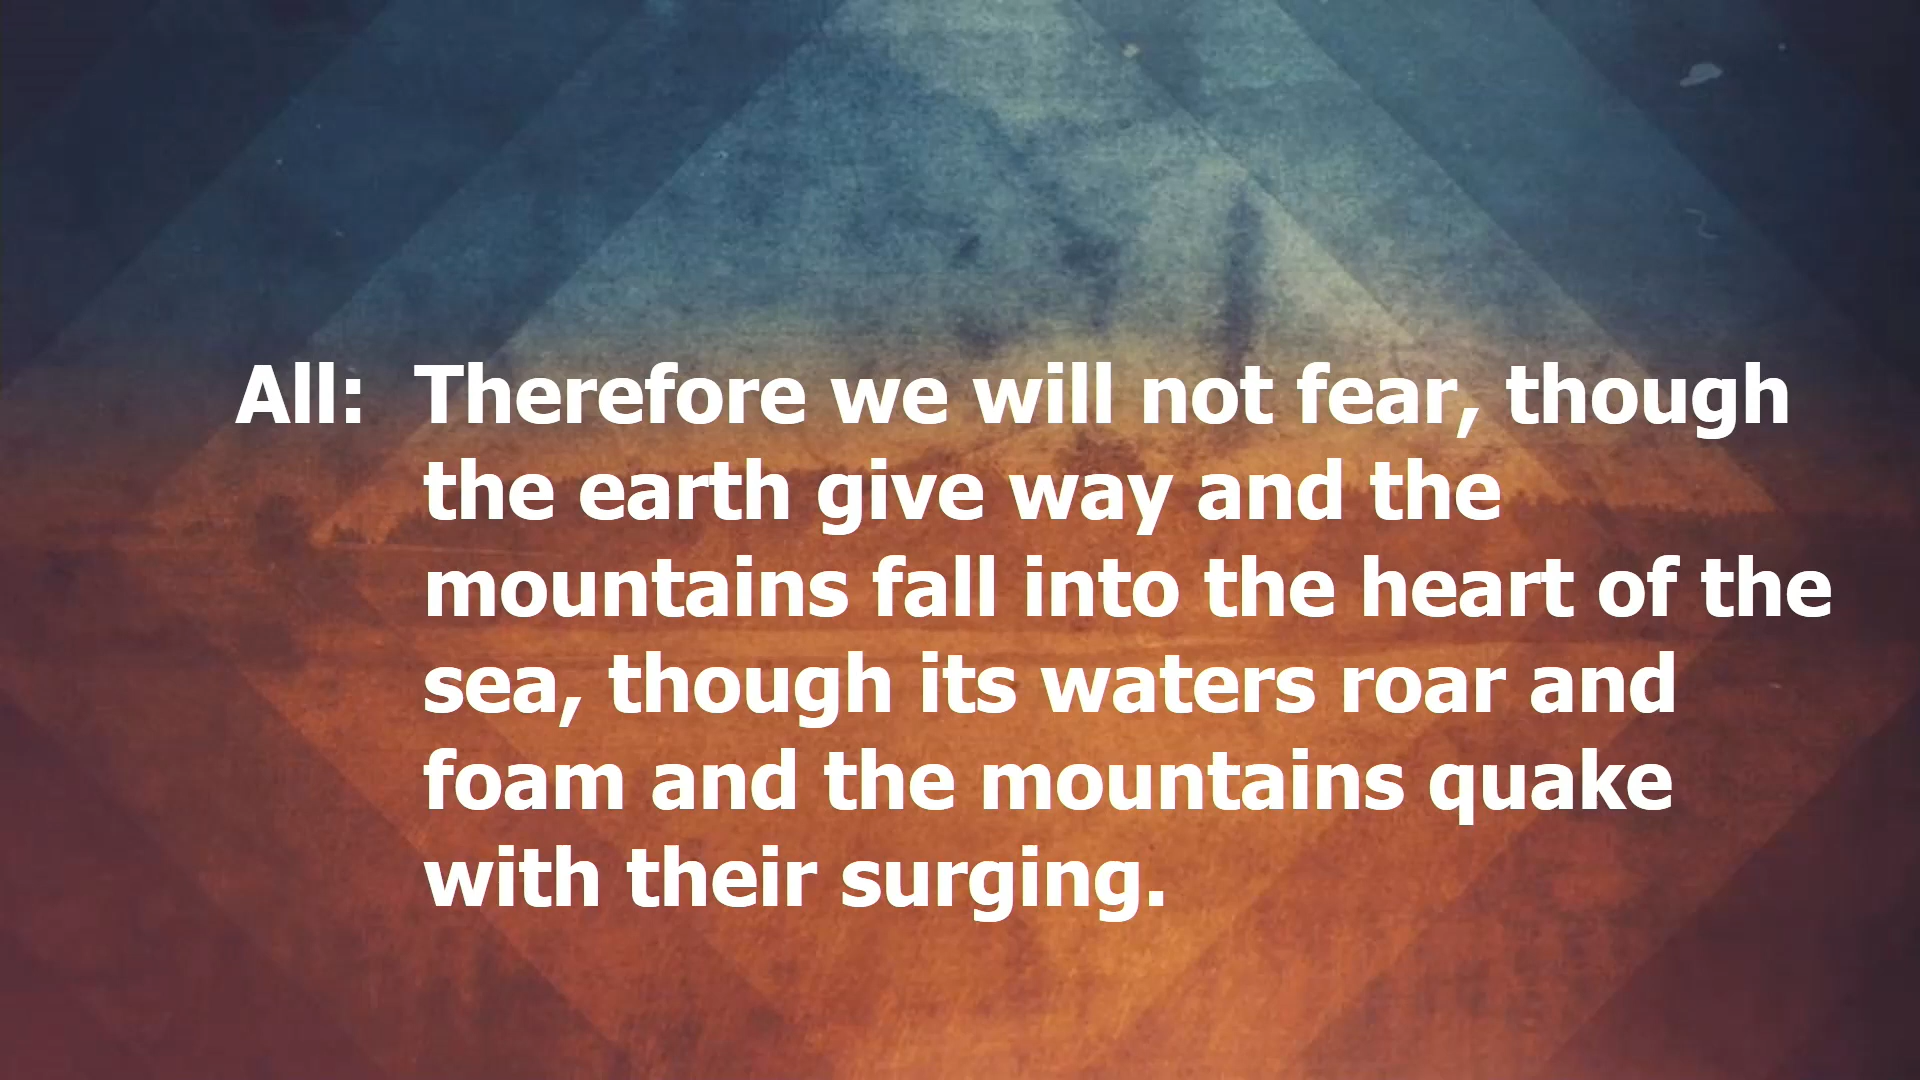 All: Therefore we will not fear, though
the earth give way and the
mountains fall into the heart of the
sea, though its waters roar and
foam and the mountains quake
with their surging.